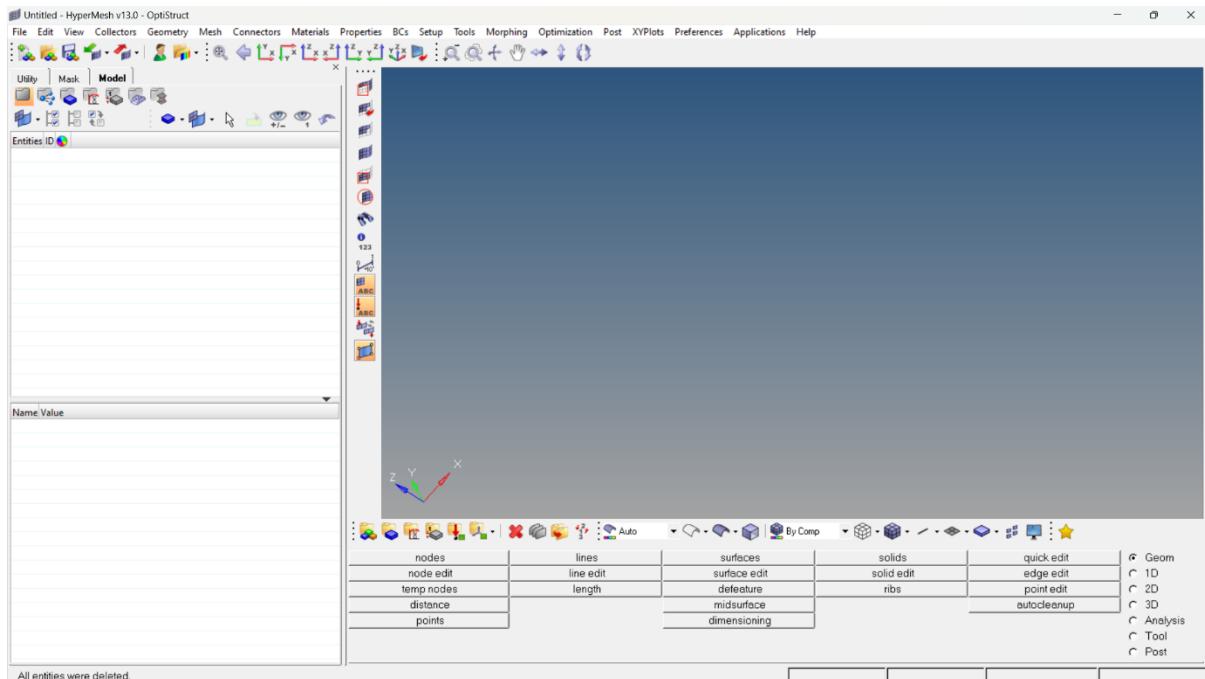 Untitled - HyperMesh v13.0 - OptiStruct
File Edit View Collectors Geometry Mesh Connectors Materials Properties BCs Setup Tools Morphing Optimization Post XYPlots Preferences Applications Help
Utility Mask Model
Entities ID
Name Value
123
ABC
ABC
Z Y X
Auto By Comp
nodes lines surfaces solids quick edit Geom
node edit line edit surface edit solid edit edge edit 1D
temp nodes length defeature ribs point edit 2D
distance midsurface autocleanup 3D
points dimensioning Analysis
Tool
Post
All entities were deleted.